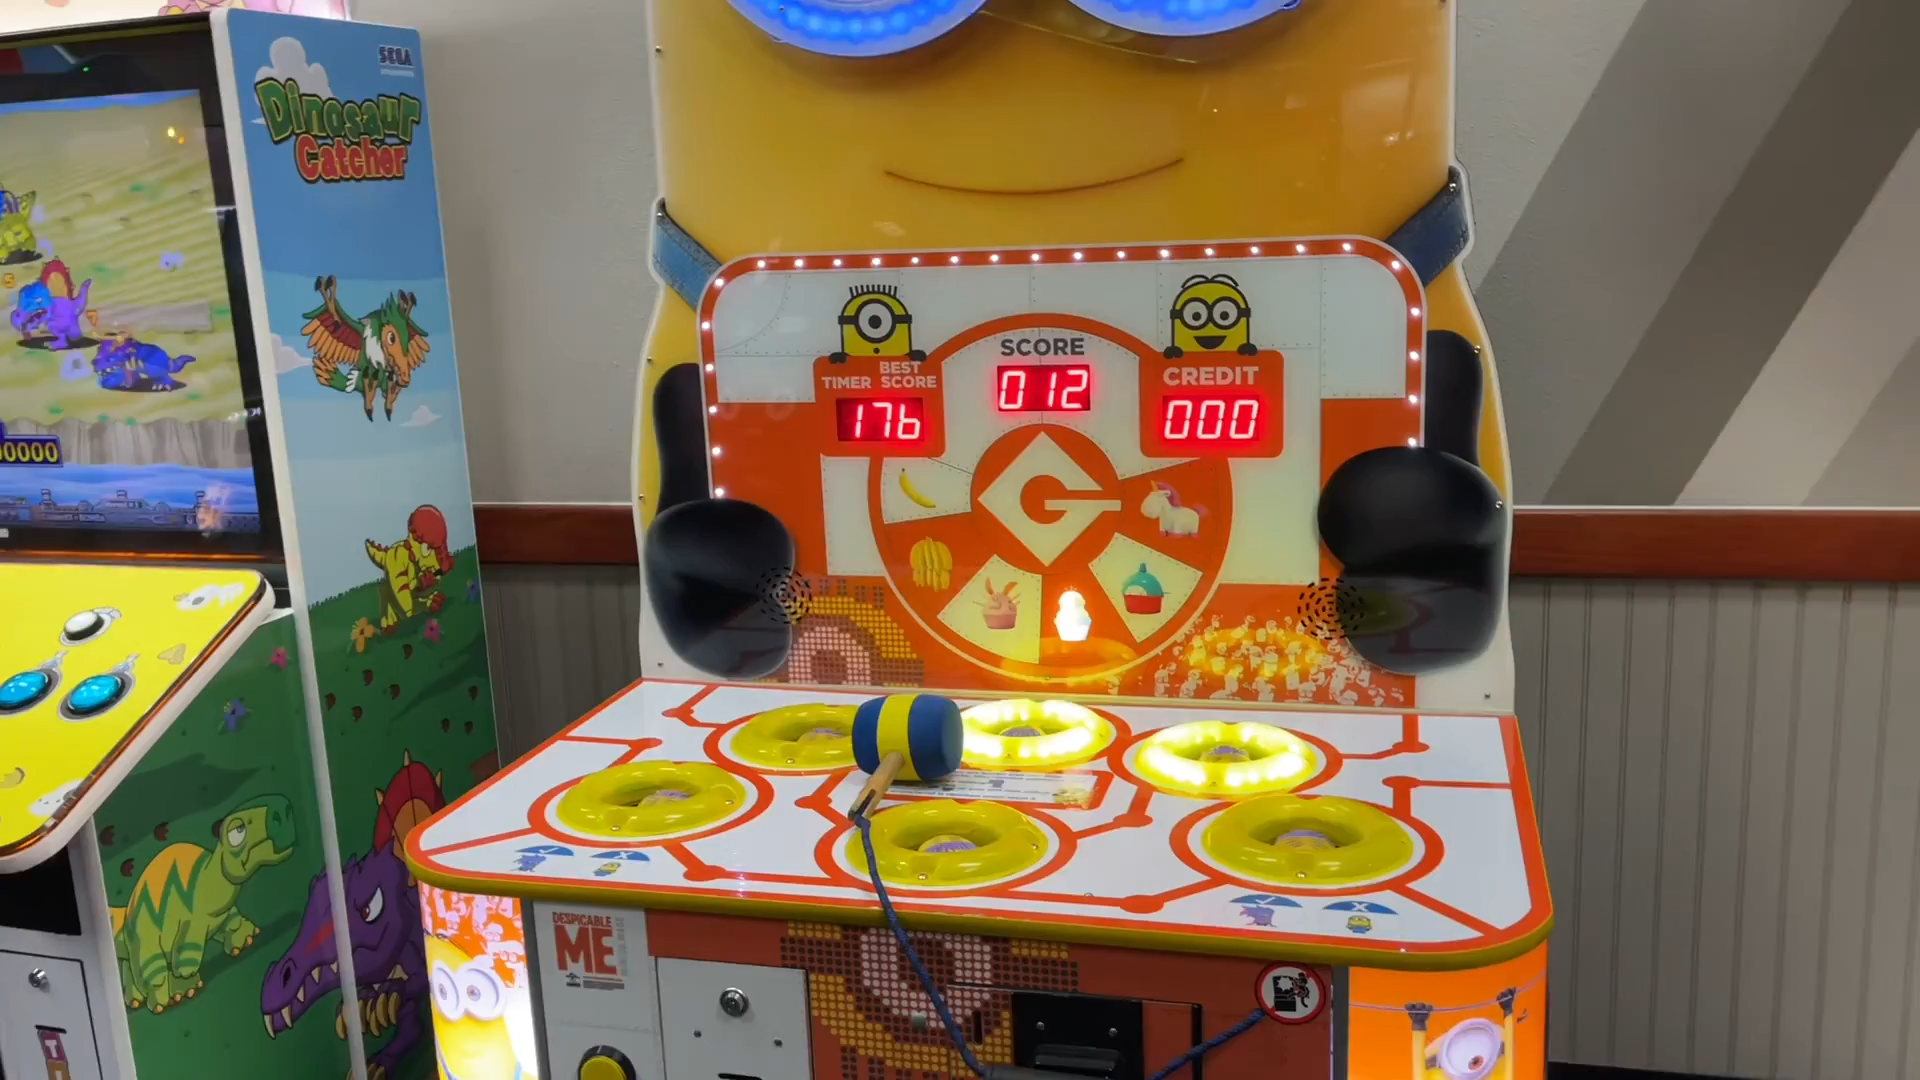 SEGA
Dinosaur
Catcher
0000
SCORE
012
BEST
TIMER SCORE
176
CREDIT
000
G
DESPICABLE
ME